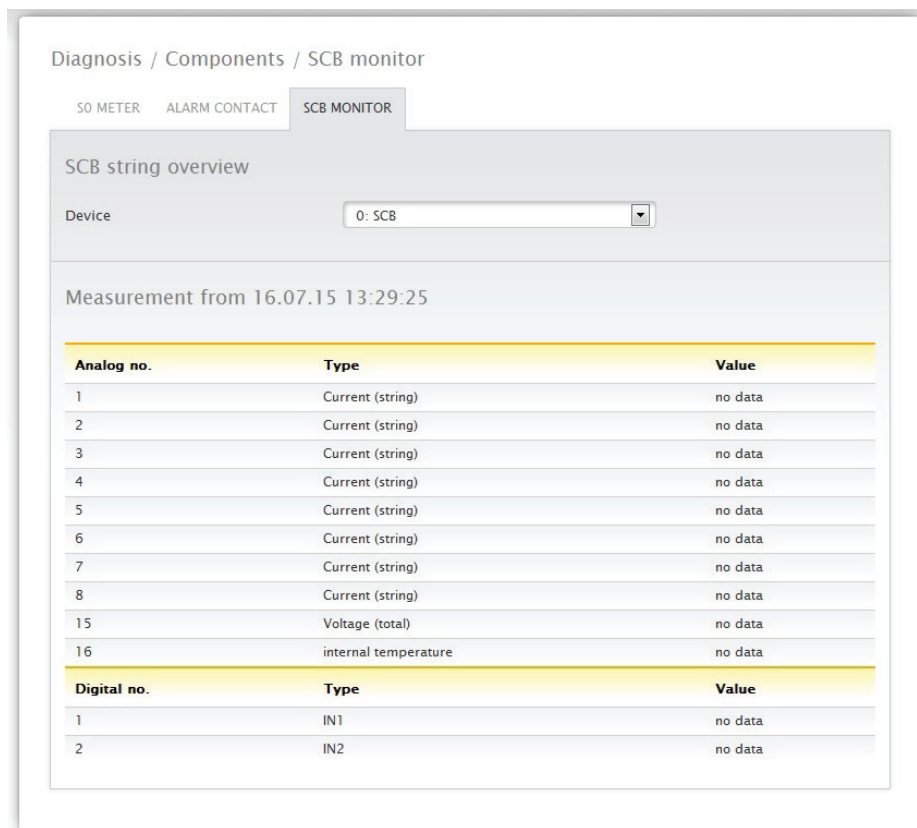 Diagnosis / Components / SCB monitor
S0 METER ALARM CONTACT SCB MONITOR
SCB string overview
Device 0: SCB
Measurement from 16.07.15 13:29:25
Analog no. Type Value
1 Current (string) no data
2 Current (string) no data
3 Current (string) no data
4 Current (string) no data
5 Current (string) no data
6 Current (string) no data
7 Current (string) no data
8 Current (string) no data
15 Voltage (total) no data
16 internal temperature no data
Digital no. Type Value
1 IN1 no data
2 IN2 no data